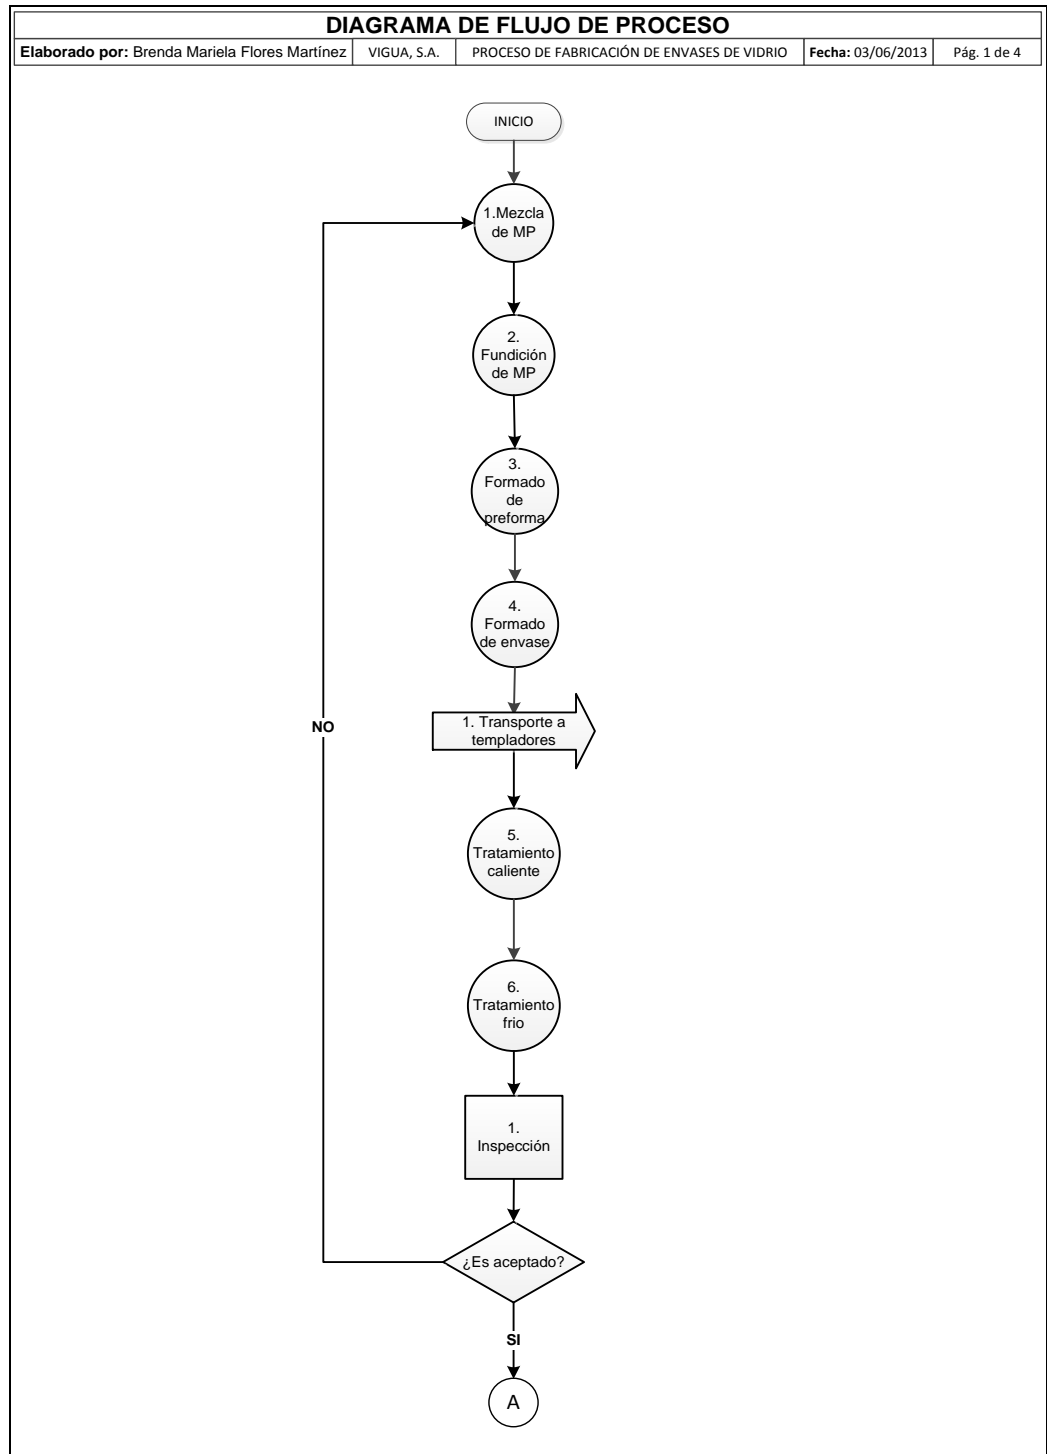 DIAGRAMA DE FLUJO DE PROCESO
Elaborado por: Brenda Mariela Flores Martínez VIGUA, S.A. PROCESO DE FABRICACIÓN DE ENVASES DE VIDRIO Fecha: 03/06/2013 Pág. 1 de 4
INICIO
1.Mezcla
de MP
2.
Fundición
de MP
3.
Formado
de
preforma
4.
Formado
de envase
NO
1. Transporte a
templadores
5.
Tratamiento
caliente
6.
Tratamiento
frio
1.
Inspección
¿Es aceptado?
SI
A